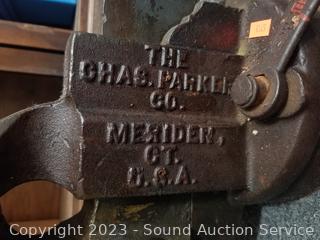 THE
CHAS. PARKER
CO.
MERIDEN,
CT.
U.S.A.
Copyright 2023 - Sound Auction Service